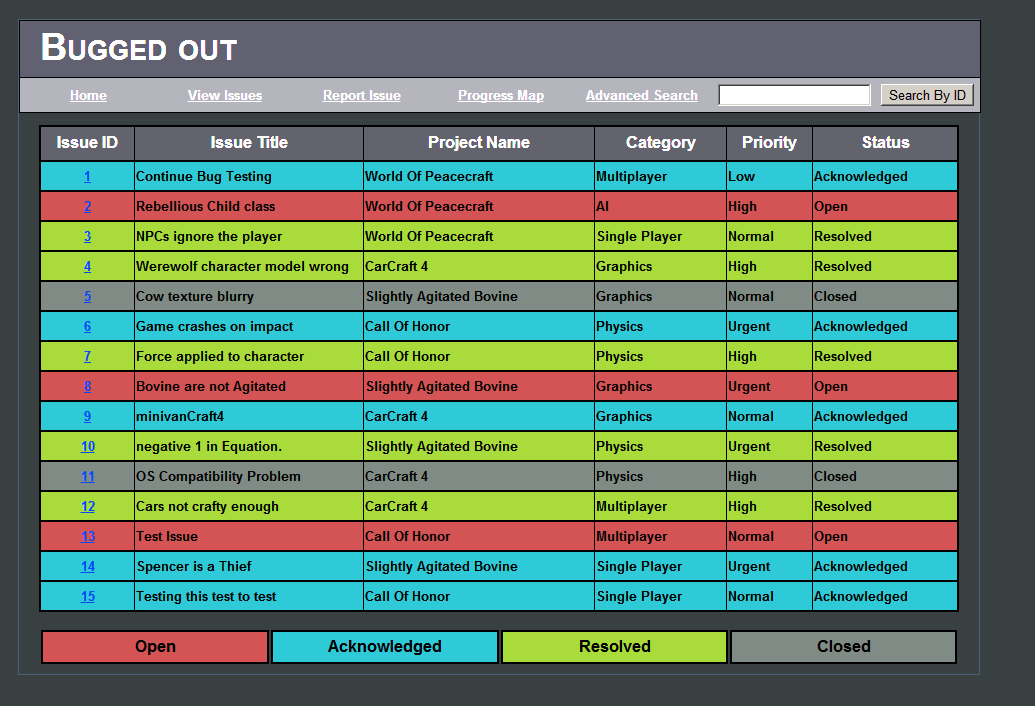 Bugged out
Home View Issues Report Issue Progress Map Advanced Search Search By ID
Issue ID Issue Title Project Name Category Priority Status
1 Continue Bug Testing World Of Peacecraft Multiplayer Low Acknowledged
2 Rebellious Child class World Of Peacecraft AI High Open
3 NPCs ignore the player World Of Peacecraft Single Player Normal Resolved
4 Werewolf character model wrong CarCraft 4 Graphics High Resolved
5 Cow texture blurry Slightly Agitated Bovine Graphics Normal Closed
6 Game crashes on impact Call Of Honor Physics Urgent Acknowledged
7 Force applied to character Call Of Honor Physics High Resolved
8 Bovine are not Agitated Slightly Agitated Bovine Graphics Urgent Open
9 minivanCraft4 CarCraft 4 Graphics Normal Acknowledged
10 negative 1 in Equation. Slightly Agitated Bovine Physics Urgent Resolved
11 OS Compatibility Problem CarCraft 4 Physics High Closed
12 Cars not crafty enough CarCraft 4 Multiplayer High Resolved
13 Test Issue Call Of Honor Multiplayer Normal Open
14 Spencer is a Thief Slightly Agitated Bovine Single Player Urgent Acknowledged
15 Testing this test to test Call Of Honor Single Player Normal Acknowledged
Open Acknowledged Resolved Closed